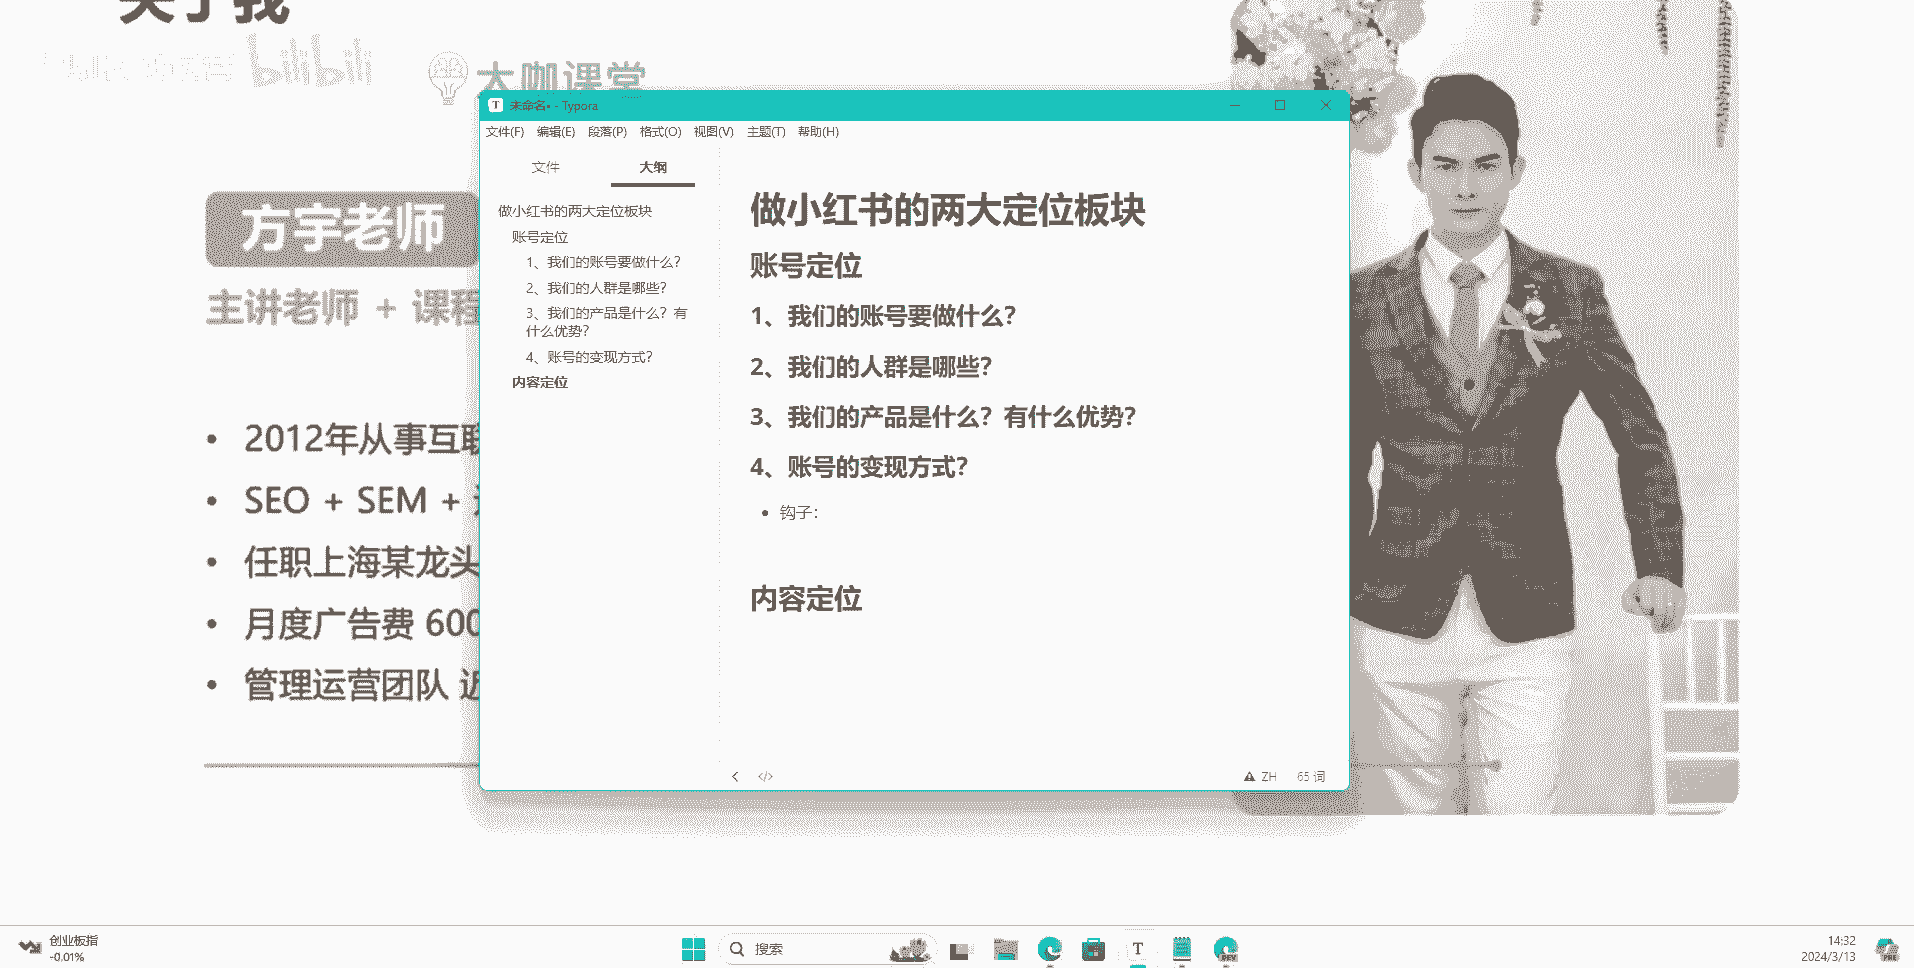 关于我
bilibili
大咖课堂
方宇老师
主讲老师 + 课程
2012年从事互联
SEO + SEM +
任职上海某龙头
月度广告费 600
管理运营团队 近
未命名• - Typora
文件(F) 编辑(E) 段落(P) 格式(O) 视图(V) 主题(T) 帮助(H)
文件 大纲
做小红书的两大定位板块
账号定位
1、我们的账号要做什么？
2、我们的人群是哪些？
3、我们的产品是什么？有
什么优势？
4、账号的变现方式？
内容定位
做小红书的两大定位板块
账号定位
1、我们的账号要做什么？
2、我们的人群是哪些？
3、我们的产品是什么？有什么优势？
4、账号的变现方式？
钩子：
内容定位
ZH 65 词
创业板指
-0.01%
搜索
T
DEV
14:32
2024/3/13
PRE